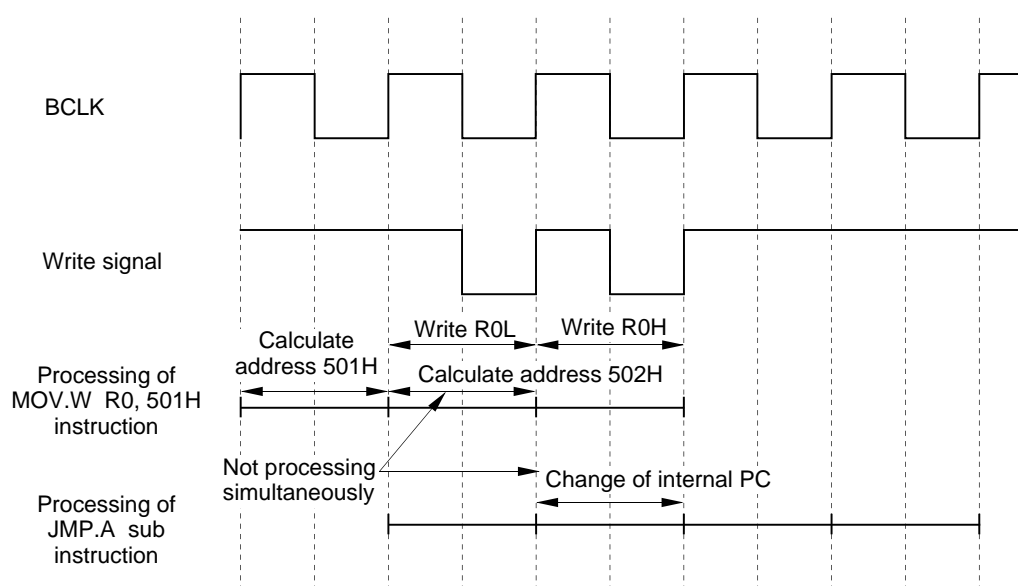 BCLK
Write signal
Write R0L
Write R0H
Calculate
address 501H
Calculate address 502H
Processing of
MOV.W R0, 501H
instruction
Not processing
simultaneously
Change of internal PC
Processing of
JMP.A sub
instruction